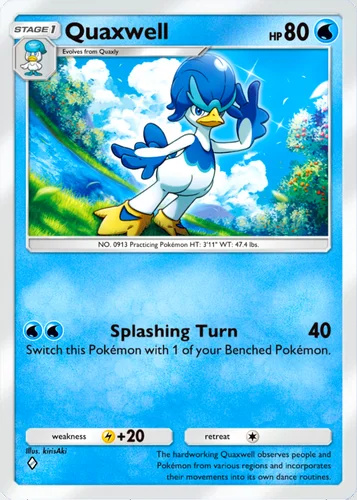 STAGE 1
Quaxwell
HP 80
Evolves from Quaxly
NO. 0913 Practicing Pokémon HT: 3'11" WT: 47.4 lbs.
Splashing Turn 40
Switch this Pokémon with 1 of your Benched Pokémon.
weakness +20 retreat
Illus. kirisAki
The hardworking Quaxwell observes people and
Pokémon from various regions and incorporates
their movements into its own dance routines.